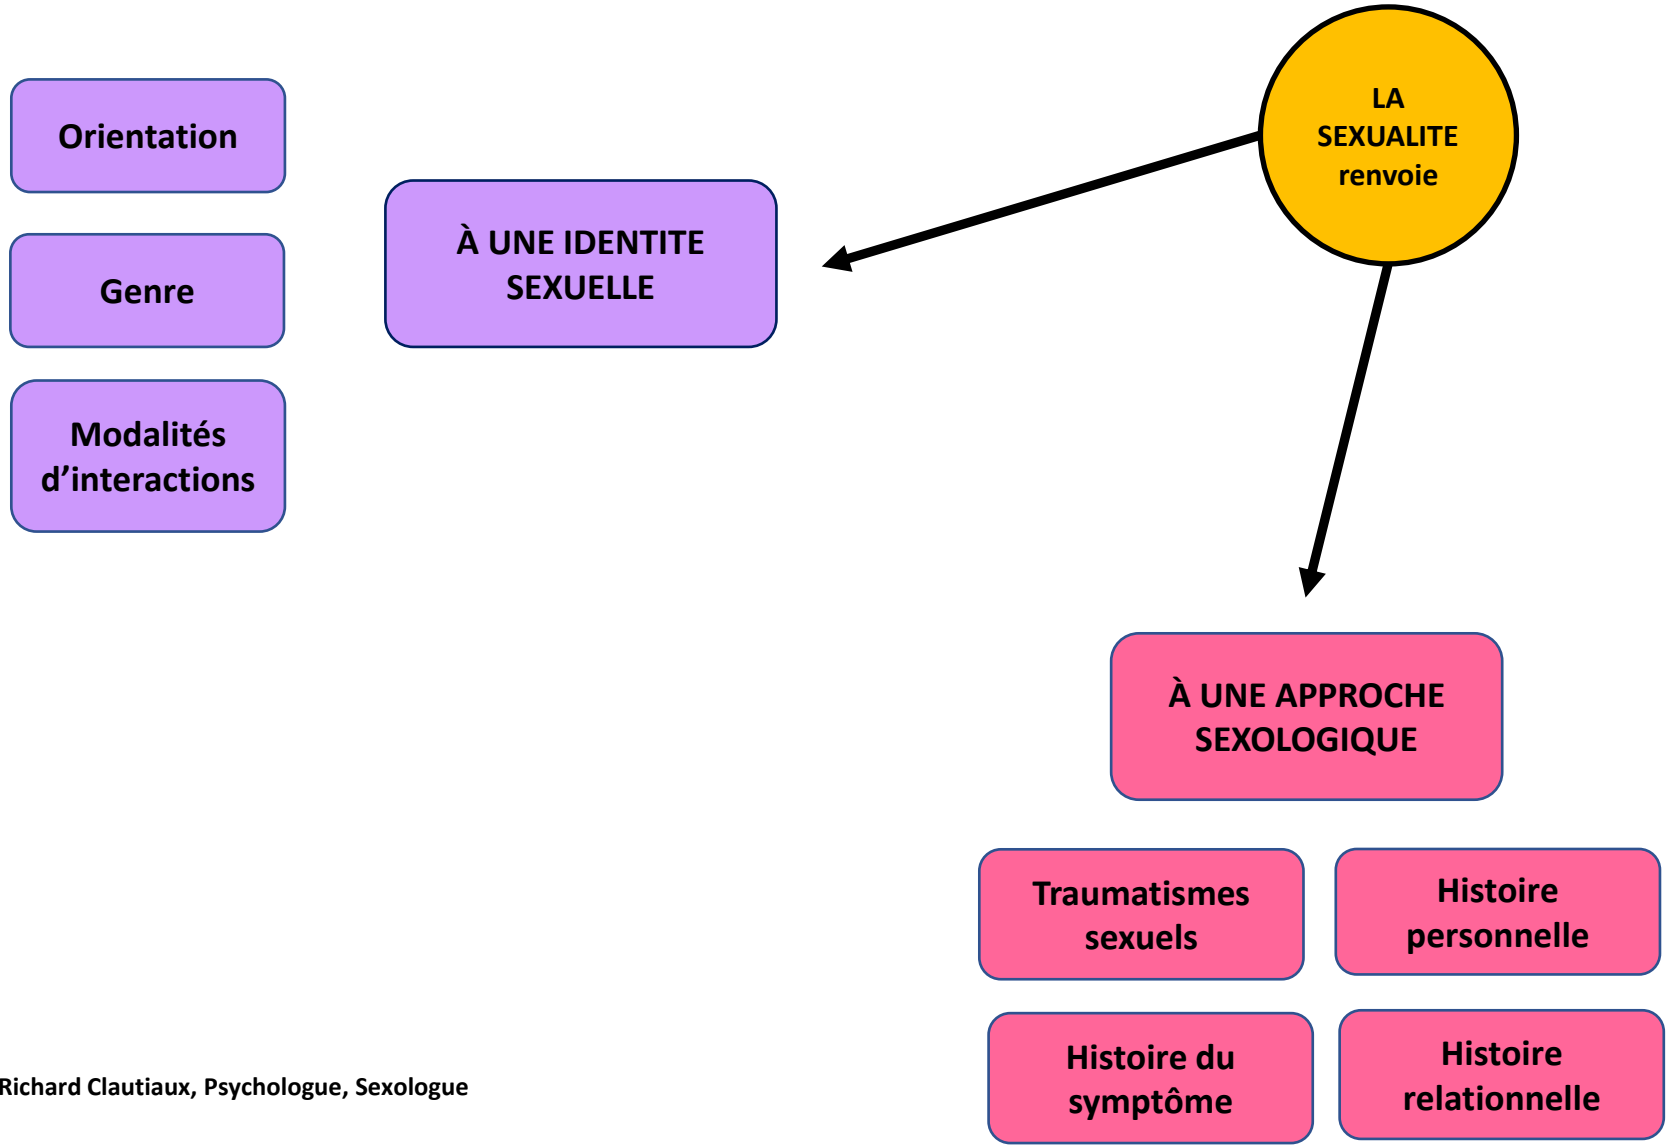 LA
SEXUALITE
renvoie
Orientation
Genre
Modalités
d’interactions
À UNE IDENTITE
SEXUELLE
À UNE APPROCHE
SEXOLOGIQUE
Traumatismes
sexuels
Histoire
personnelle
Histoire du
symptôme
Histoire
relationnelle
Richard Clautiaux, Psychologue, Sexologue